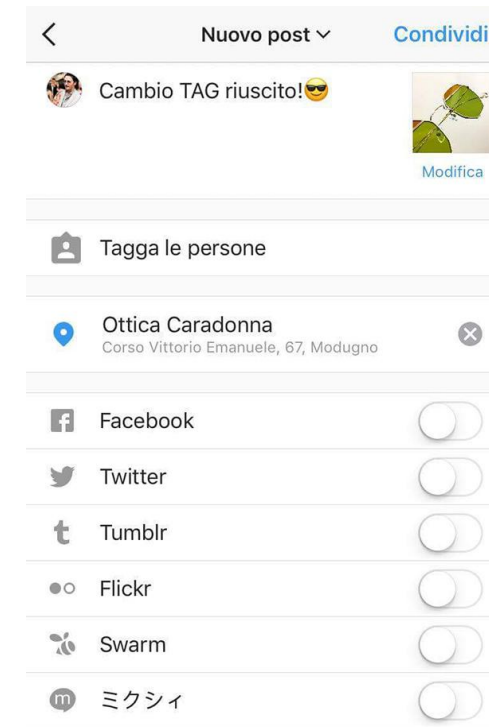 Nuovo post
Condividi
Cambio TAG riuscito!😎
Modifica
Tagga le persone
Ottica Caradonna
Corso Vittorio Emanuele, 67, Modugno
Facebook
Twitter
Tumblr
Flickr
Swarm
ミクシィ